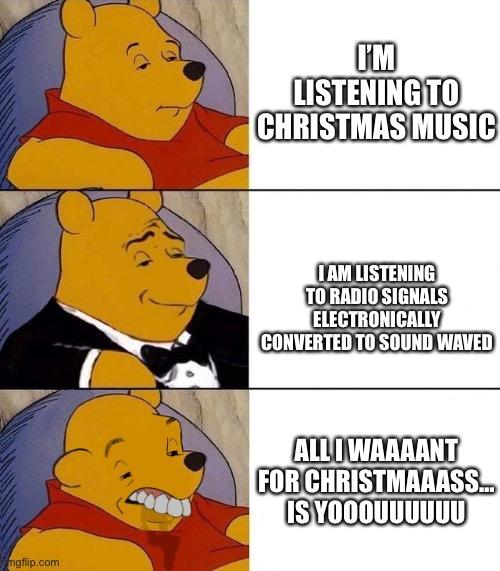 I'M
LISTENING TO
CHRISTMAS MUSIC
I AM LISTENING
TO RADIO SIGNALS
ELECTRONICALLY
CONVERTED TO SOUND WAVED
ALL I WAAAANT
FOR CHRISTMAAASS...
IS YOOOUUUUUU
imgflip.com